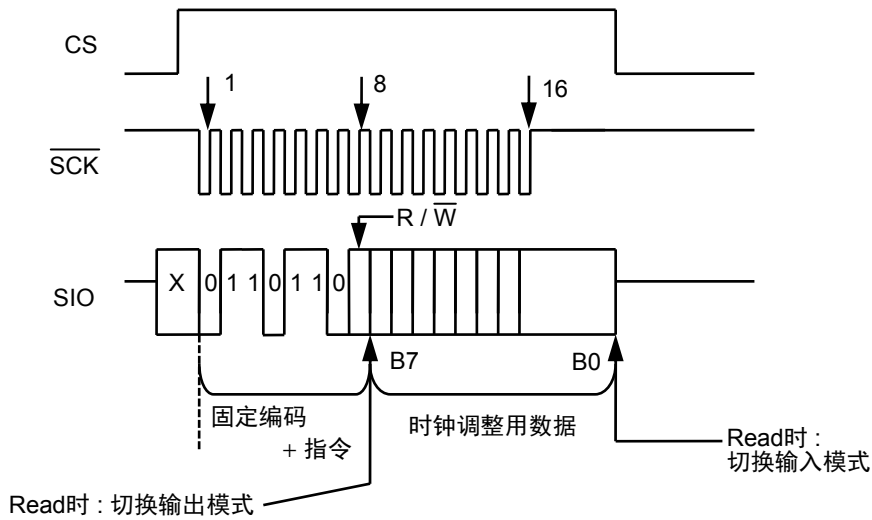 CS
1
8
16
SCK
R / W
SIO
X
0
1
1
0
1
1
0
B7
B0
固定编码
+ 指令
时钟调整用数据
Read时 :
切换输入模式
Read时 : 切换输出模式